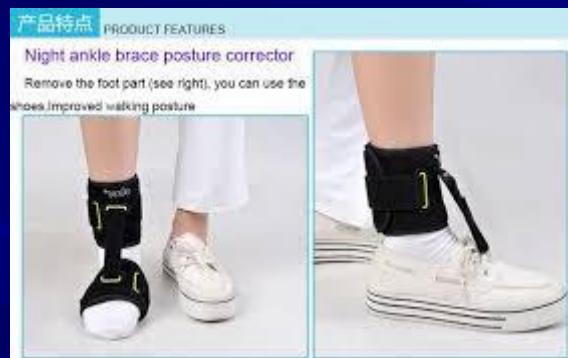 产品特点 PRODUCT FEATURES
Night ankle brace posture corrector
Remove the foot part (see right), you can use the
shoes,Improved walking posture